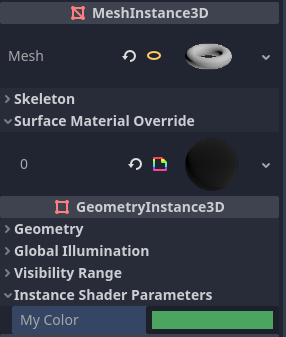 MeshInstance3D
Mesh
Skeleton
Surface Material Override
0
GeometryInstance3D
Geometry
Global Illumination
Visibility Range
Instance Shader Parameters
My Color